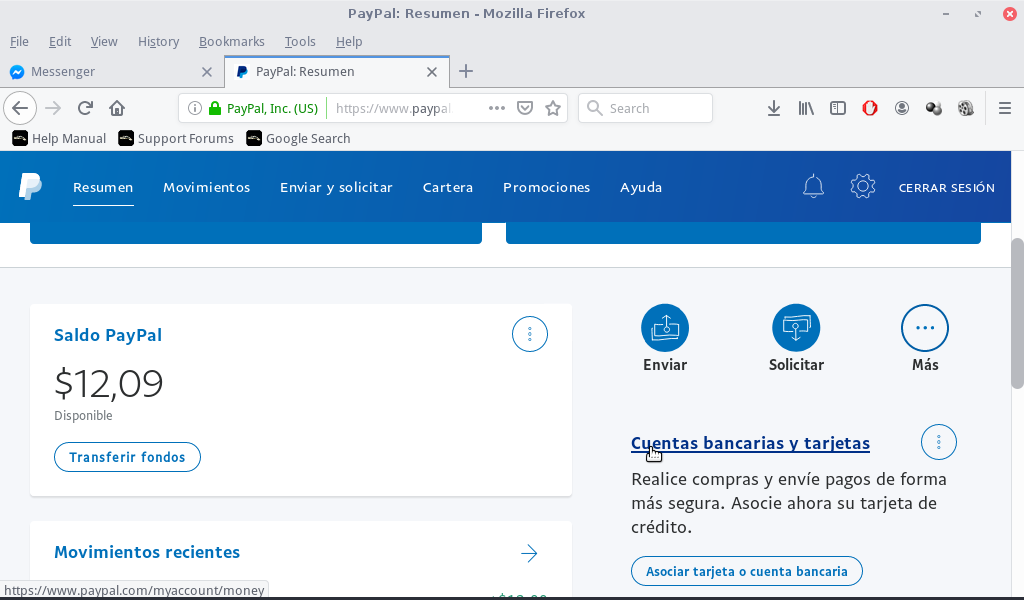 PayPal: Resumen - Mozilla Firefox
File Edit View History Bookmarks Tools Help
Messenger PayPal: Resumen
PayPal, Inc. (US) https://www.paypal Search
Help Manual Support Forums Google Search
Resumen Movimientos Enviar y solicitar Cartera Promociones Ayuda CERRAR SESIÓN
Saldo PayPal
$12,09
Disponible
Transferir fondos
Enviar Solicitar Más
Cuentas bancarias y tarjetas
Realice compras y envíe pagos de forma
más segura. Asocie ahora su tarjeta de
crédito.
Asociar tarjeta o cuenta bancaria
Movimientos recientes
https://www.paypal.com/myaccount/money